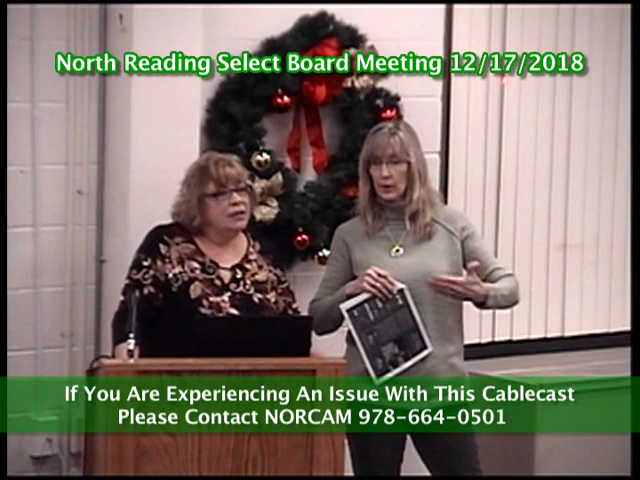 North Reading Select Board Meeting 12/17/2018
If You Are Experiencing An Issue With This Cablecast
Please Contact NORCAM 978-664-0501